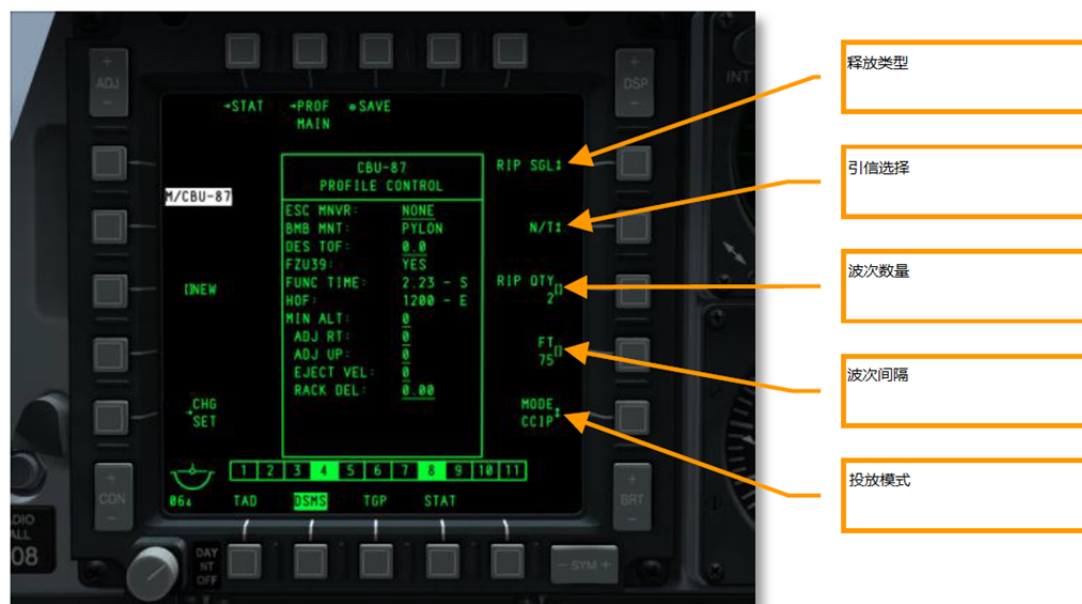 ADJ
DSP
INT
→STAT
→PROF
MAIN
SAVE
M/CBU-87
NEW
CHG
SET
CBU-87
PROFILE CONTROL
ESC MNVR: NONE
BMB MNT: PYLON
DES TOF: 0.0
FZU39: YES
FUNC TIME: 2.23 - S
HOF: 1200 - E
MIN ALT: 0
ADJ RT: 0
ADJ UP: 0
EJECT VEL: 0
RACK DEL: 0.00
RIP SGL
N/T
RIP QTY
2
FT
75
MODE
CCIP
1 2 3 4 5 6 7 8 9 10 11
TAD DSMS TGP STAT
CON
BRT
DAY
NT
OFF
- SYM +
08
释放类型
引信选择
波次数量
波次间隔
投放模式